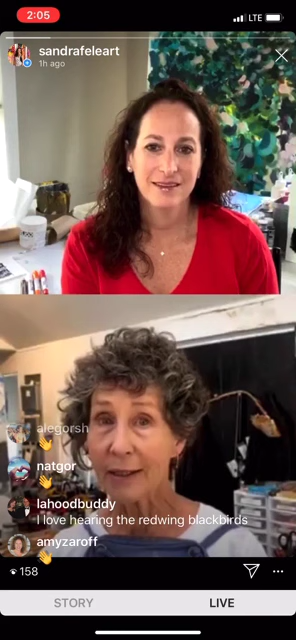 2:05
LTE
sandrafeleart
1h ago
alegorsh
natgor
lahoodbuddy
I love hearing the redwing blackbirds
amyzaroff
158
STORY
LIVE